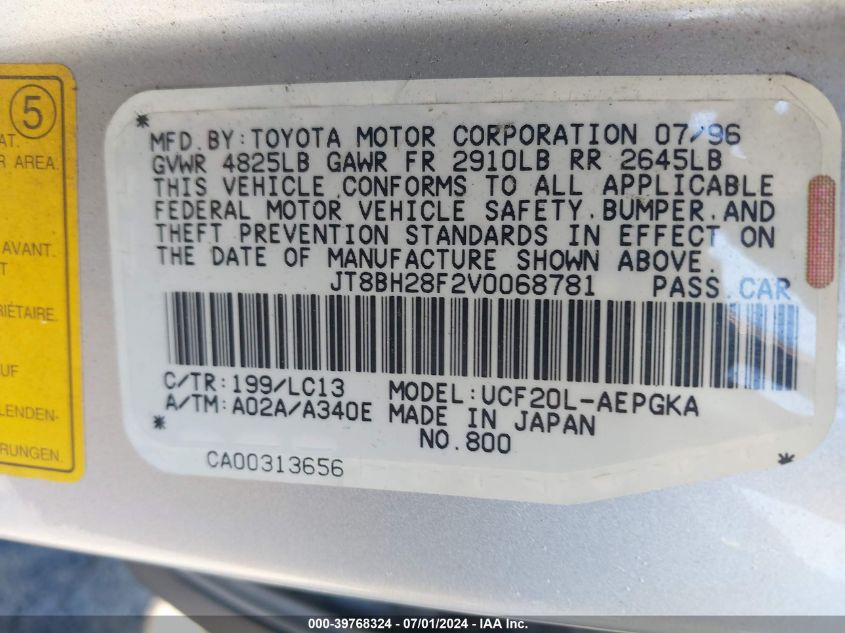 5
AT.
R AREA.
AVANT.
T
RIÉTAIRE.
UF
LENDEN-
RUNGEN.
MFD. BY: TOYOTA MOTOR CORPORATION 07/96
GVWR 4825LB GAWR FR 2910LB RR 2645LB
THIS VEHICLE CONFORMS TO ALL APPLICABLE
FEDERAL MOTOR VEHICLE SAFETY, BUMPER, AND
THEFT PREVENTION STANDARDS IN EFFECT ON
THE DATE OF MANUFACTURE SHOWN ABOVE.
JT8BH28F2V0068781 PASS. CAR
C/TR: 199/LC13 MODEL: UCF20L-AEPGKA
A/TM: A02A/A340E MADE IN JAPAN
NO. 800
CA00313656
000-39768324 / 07/01/2024 / IAA Holdings, LLC.